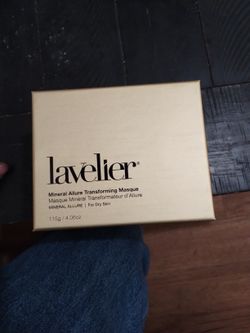 lavelier®
Mineral Allure Transforming Masque
Masque Minéral Transformateur d'Allure
MINERAL ALLURE | For Dry Skin
115g / 4.06oz